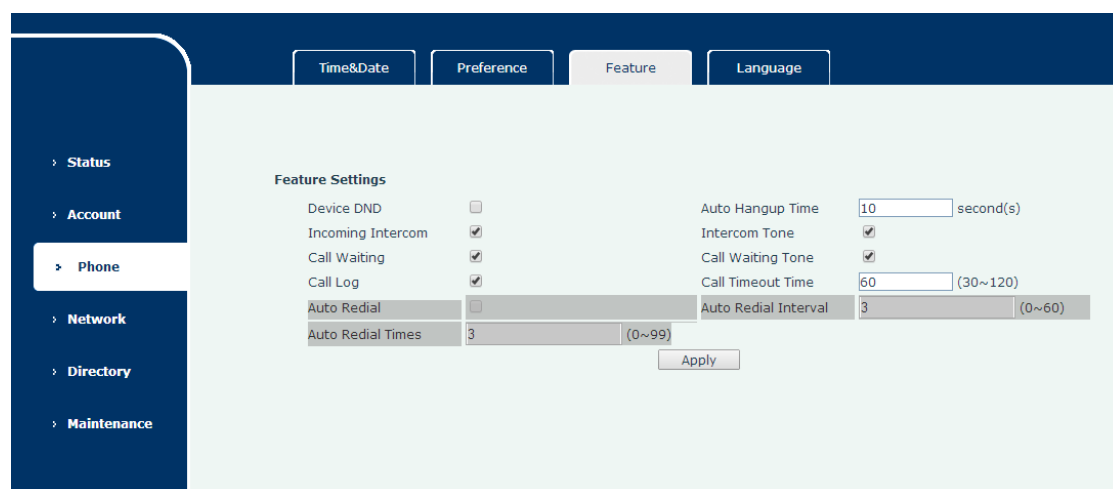 Time&Date Preference Feature Language
Status
Account
Phone
Network
Directory
Maintenance
Feature Settings
Device DND Auto Hangup Time 10 second(s)
Incoming Intercom Intercom Tone
Call Waiting Call Waiting Tone
Call Log Call Timeout Time 60 (30~120)
Auto Redial Auto Redial Interval 3 (0~60)
Auto Redial Times 3 (0~99)
Apply